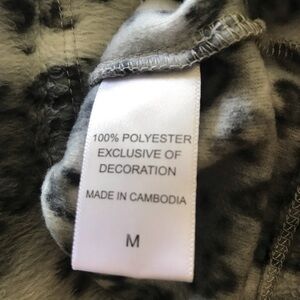 100% POLYESTER
EXCLUSIVE OF
DECORATION
MADE IN CAMBODIA
M